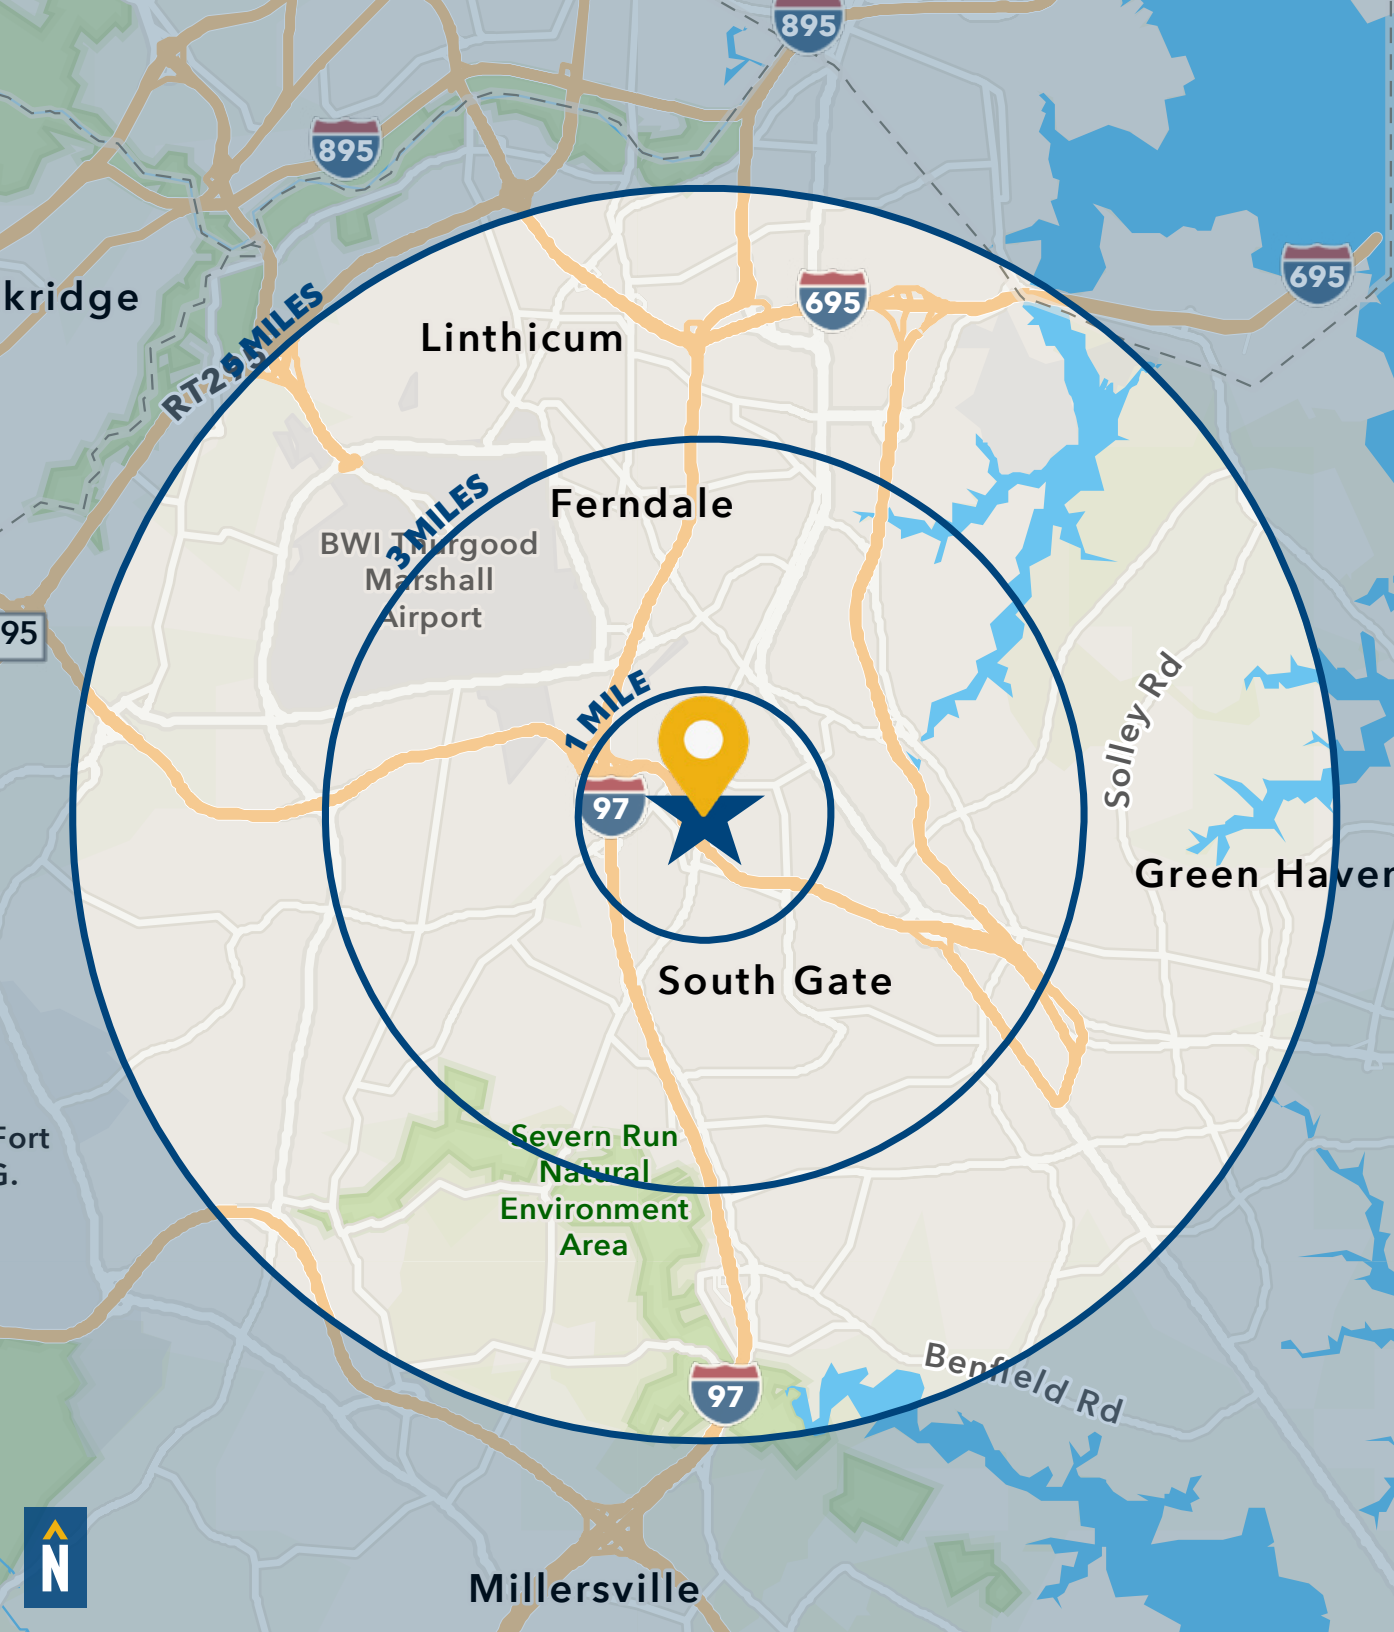 895
895
695
kridge
5 MILES
695
Linthicum
RT295
3 MILES
Ferndale
BWI Thurgood
Marshall
Airport
95
1 MILE
Solley Rd
97
Green Haven
South Gate
Fort
G.
Severn Run
Natural
Environment
Area
Benfield Rd
97
N
Millersville